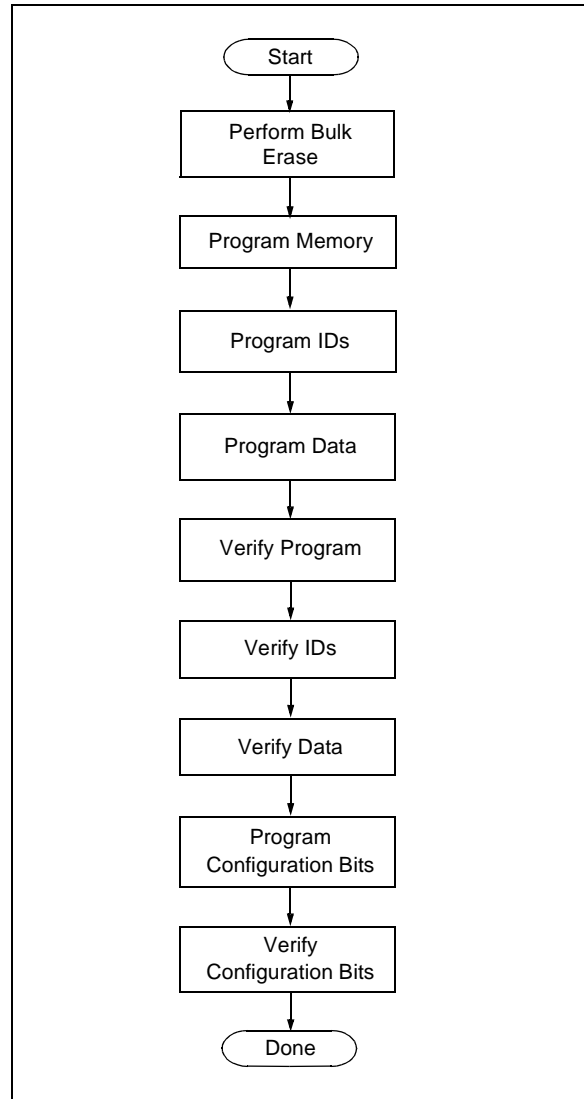 Start
Perform Bulk
Erase
Program Memory
Program IDs
Program Data
Verify Program
Verify IDs
Verify Data
Program
Configuration Bits
Verify
Configuration Bits
Done